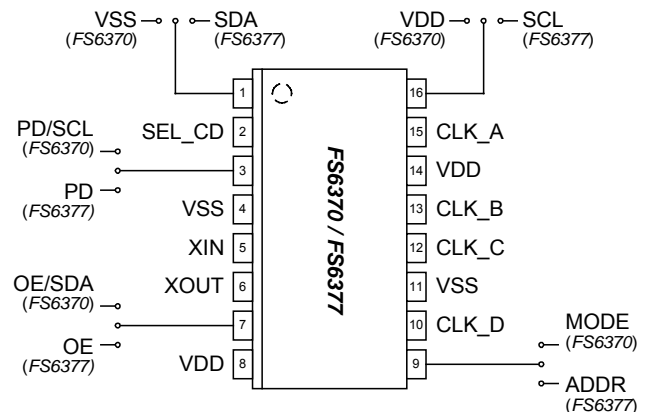 VSS SDA
(FS6370) (FS6377)
VDD SCL
(FS6370) (FS6377)
1 16
PD/SCL
(FS6370)
SEL_CD 2 15 CLK_A
3 14 VDD
PD
(FS6377)
VSS 4 13 CLK_B
XIN 5 12 CLK_C
OE/SDA
(FS6370)
XOUT 6 11 VSS
7 10 CLK_D
OE
(FS6377)
VDD 8 9
MODE
(FS6370)
ADDR
(FS6377)
FS6370 / FS6377